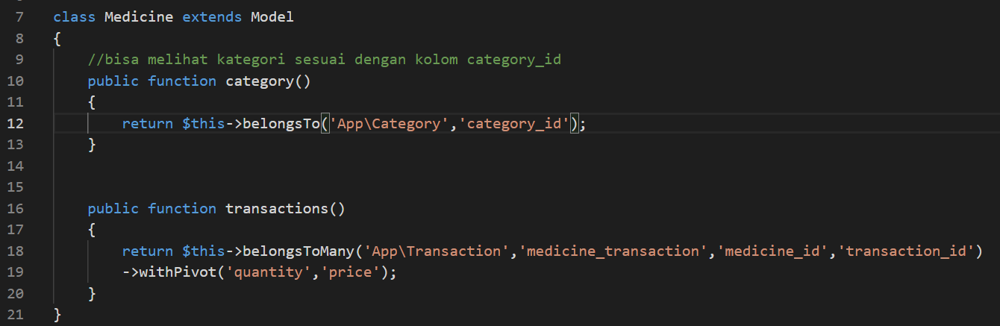 7 class Medicine extends Model
8 {
9 //bisa melihat kategori sesuai dengan kolom category_id
10 public function category()
11 {
12 return $this->belongsTo('App\Category','category_id');
13 }
14
15
16 public function transactions()
17 {
18 return $this->belongsToMany('App\Transaction','medicine_transaction','medicine_id','transaction_id')
19 ->withPivot('quantity','price');
20 }
21 }